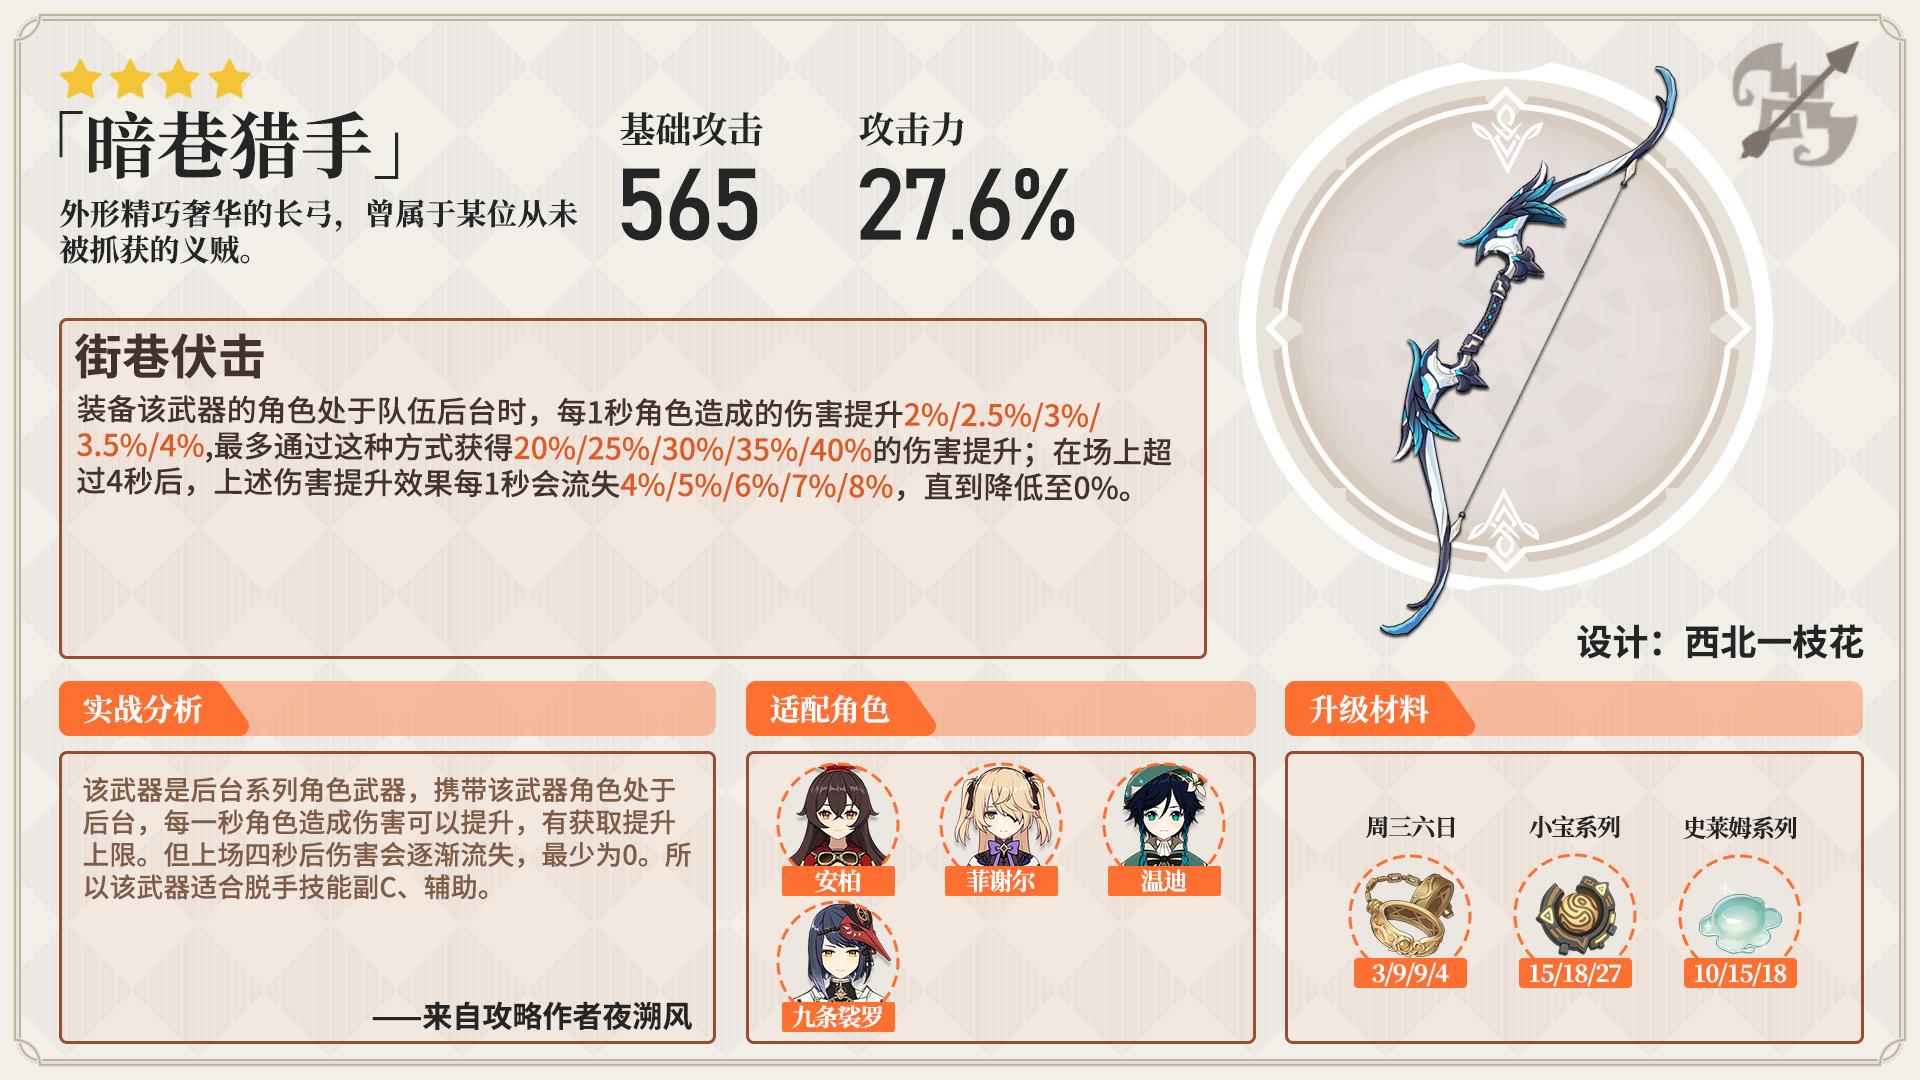 「暗巷猎手」
外形精巧奢华的长弓，曾属于某位从未
被抓获的义贼。
基础攻击
565
攻击力
27.6%
街巷伏击
装备该武器的角色处于队伍后台时，每1秒角色造成的伤害提升2%/2.5%/3%/
3.5%/4%,最多通过这种方式获得20%/25%/30%/35%/40%的伤害提升；在场上超
过4秒后，上述伤害提升效果每1秒会流失4%/5%/6%/7%/8%，直到降低至0%。
设计：西北一枝花
实战分析
该武器是后台系列角色武器，携带该武器角色处于
后台，每一秒角色造成伤害可以提升，有获取提升
上限。但上场四秒后伤害会逐渐流失，最少为0。所
以该武器适合脱手技能副C、辅助。
——来自攻略作者夜溯风
适配角色
安柏
菲谢尔
温迪
九条裟罗
升级材料
周三六日
小宝系列
史莱姆系列
3/9/9/4
15/18/27
10/15/18